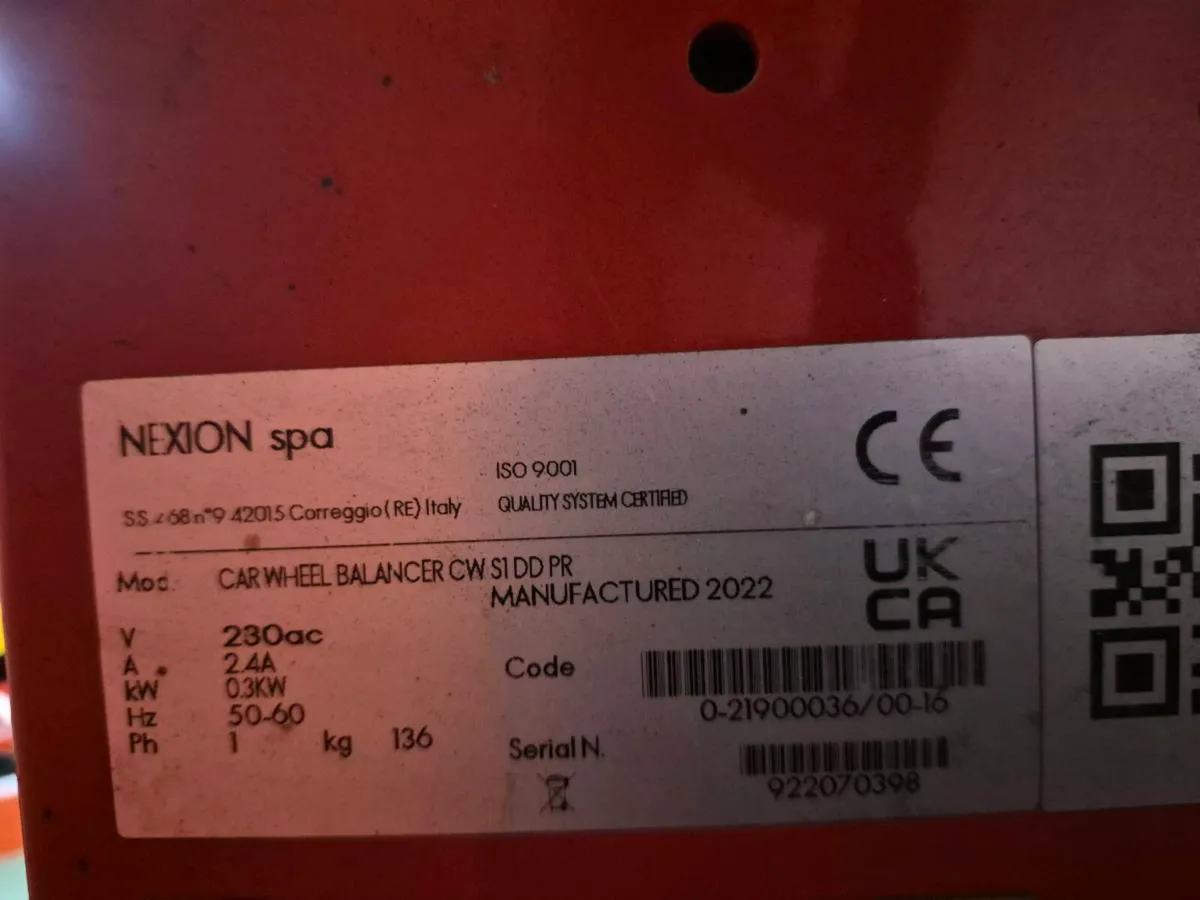 NEXION spa
CE
ISO 9001
SS 468 n°9 42015 Correggio (RE) Italy
QUALITY SYSTEM CERTIFIED
Mod. CAR WHEEL BALANCER CW S1 DD PR
MANUFACTURED 2022
UK
CA
V 230ac
A 2.4A
kW 0.3KW
Hz 50-60
Ph 1 kg 136
Code
0-21900036/00-16
Serial N.
922070398